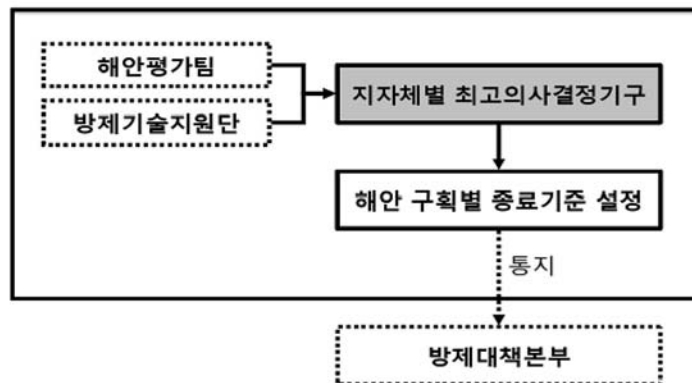 해안평가팀
방제기술지원단
지자체별 최고의사결정기구
해안 구획별 종료기준 설정
통지
방제대책본부